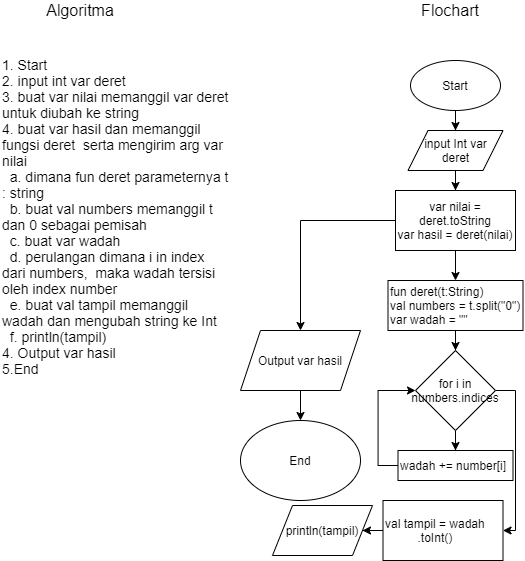 Algoritma
1. Start
2. input int var deret
3. buat var nilai memanggil var deret
untuk diubah ke string
4. buat var hasil dan memanggil
fungsi deret  serta mengirim arg var
nilai
a. dimana fun deret parameternya t
: string
b. buat val numbers memanggil t
dan 0 sebagai pemisah
c. buat var wadah
d. perulangan dimana i in index
dari numbers,  maka wadah tersisi
oleh index number
e. buat val tampil memanggil
wadah dan mengubah string ke Int
f. println(tampil)
4. Output var hasil
5.End
Flochart
Start
input Int var
deret
var nilai =
deret.toString
var hasil = deret(nilai)
fun deret(t:String)
val numbers = t.split("0")
var wadah = ""
Output var hasil
for i in
numbers.indices
End
wadah += number[i]
val tampil = wadah
.toInt()
println(tampil)